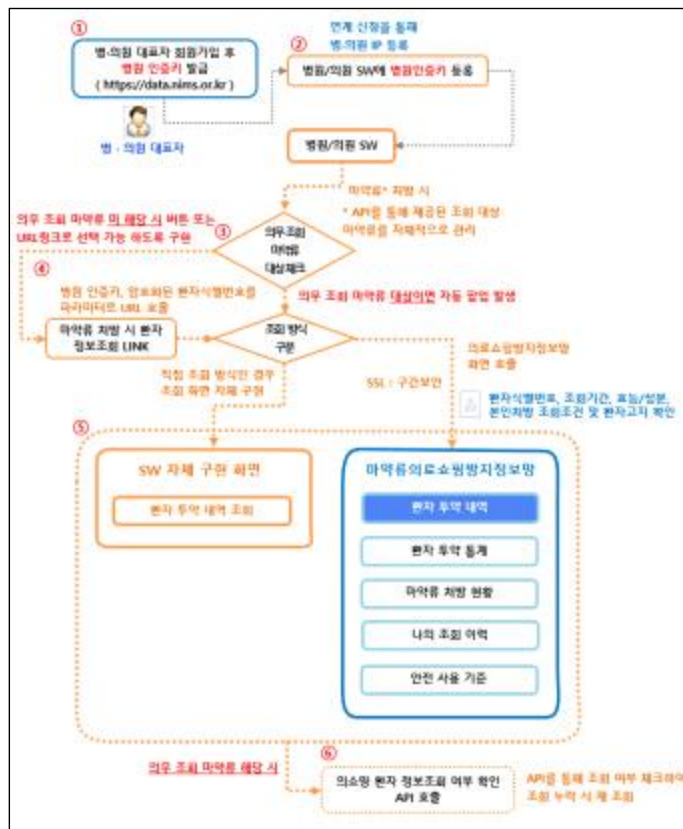 ①
병·의원 대표자 회원가입 후
병원 인증키 발급
( https://data.nims.or.kr )
병 · 의원 대표자
연계 신청을 통해
병·의원 IP 등록
②
병원/의원 SW에 병원인증키 등록
병원/의원 SW
마약류* 처방 시
* API를 통해 제공된 조회 대상
마약류를 자체적으로 관리
의무 조회 마약류 미 해당 시 버튼 또는
URL링크로 선택 가능 하도록 구현
③
의무 조회
마약류
대상체크
④
병원 인증키, 암호화된 환자식별번호를
파라미터로 URL 호출
의무 조회 마약류 대상이면 자동 팝업 발생
마약류 처방 시 환자
정보조회 LINK
조회 방식
구분
직접 조회 방식인 경우
조회 화면 자체 구현
의료쇼핑방지정보망
화면 호출
SSL : 구간보안
환자식별번호, 조회기간, 효능/성분,
본인처방 조회조건 및 환자고지 확인
⑤
SW 자체 구현 화면
환자 투약 내역 조회
마약류의료쇼핑방지정보망
환자 투약 내역
환자 투약 통계
마약류 처방 현황
나의 조회 이력
안전 사용 기준
의무 조회 마약류 해당 시
⑥
의쇼핑 환자 정보조회 여부 확인
API 호출
API를 통해 조회 여부 체크하여
조회 누락 시 재 조회